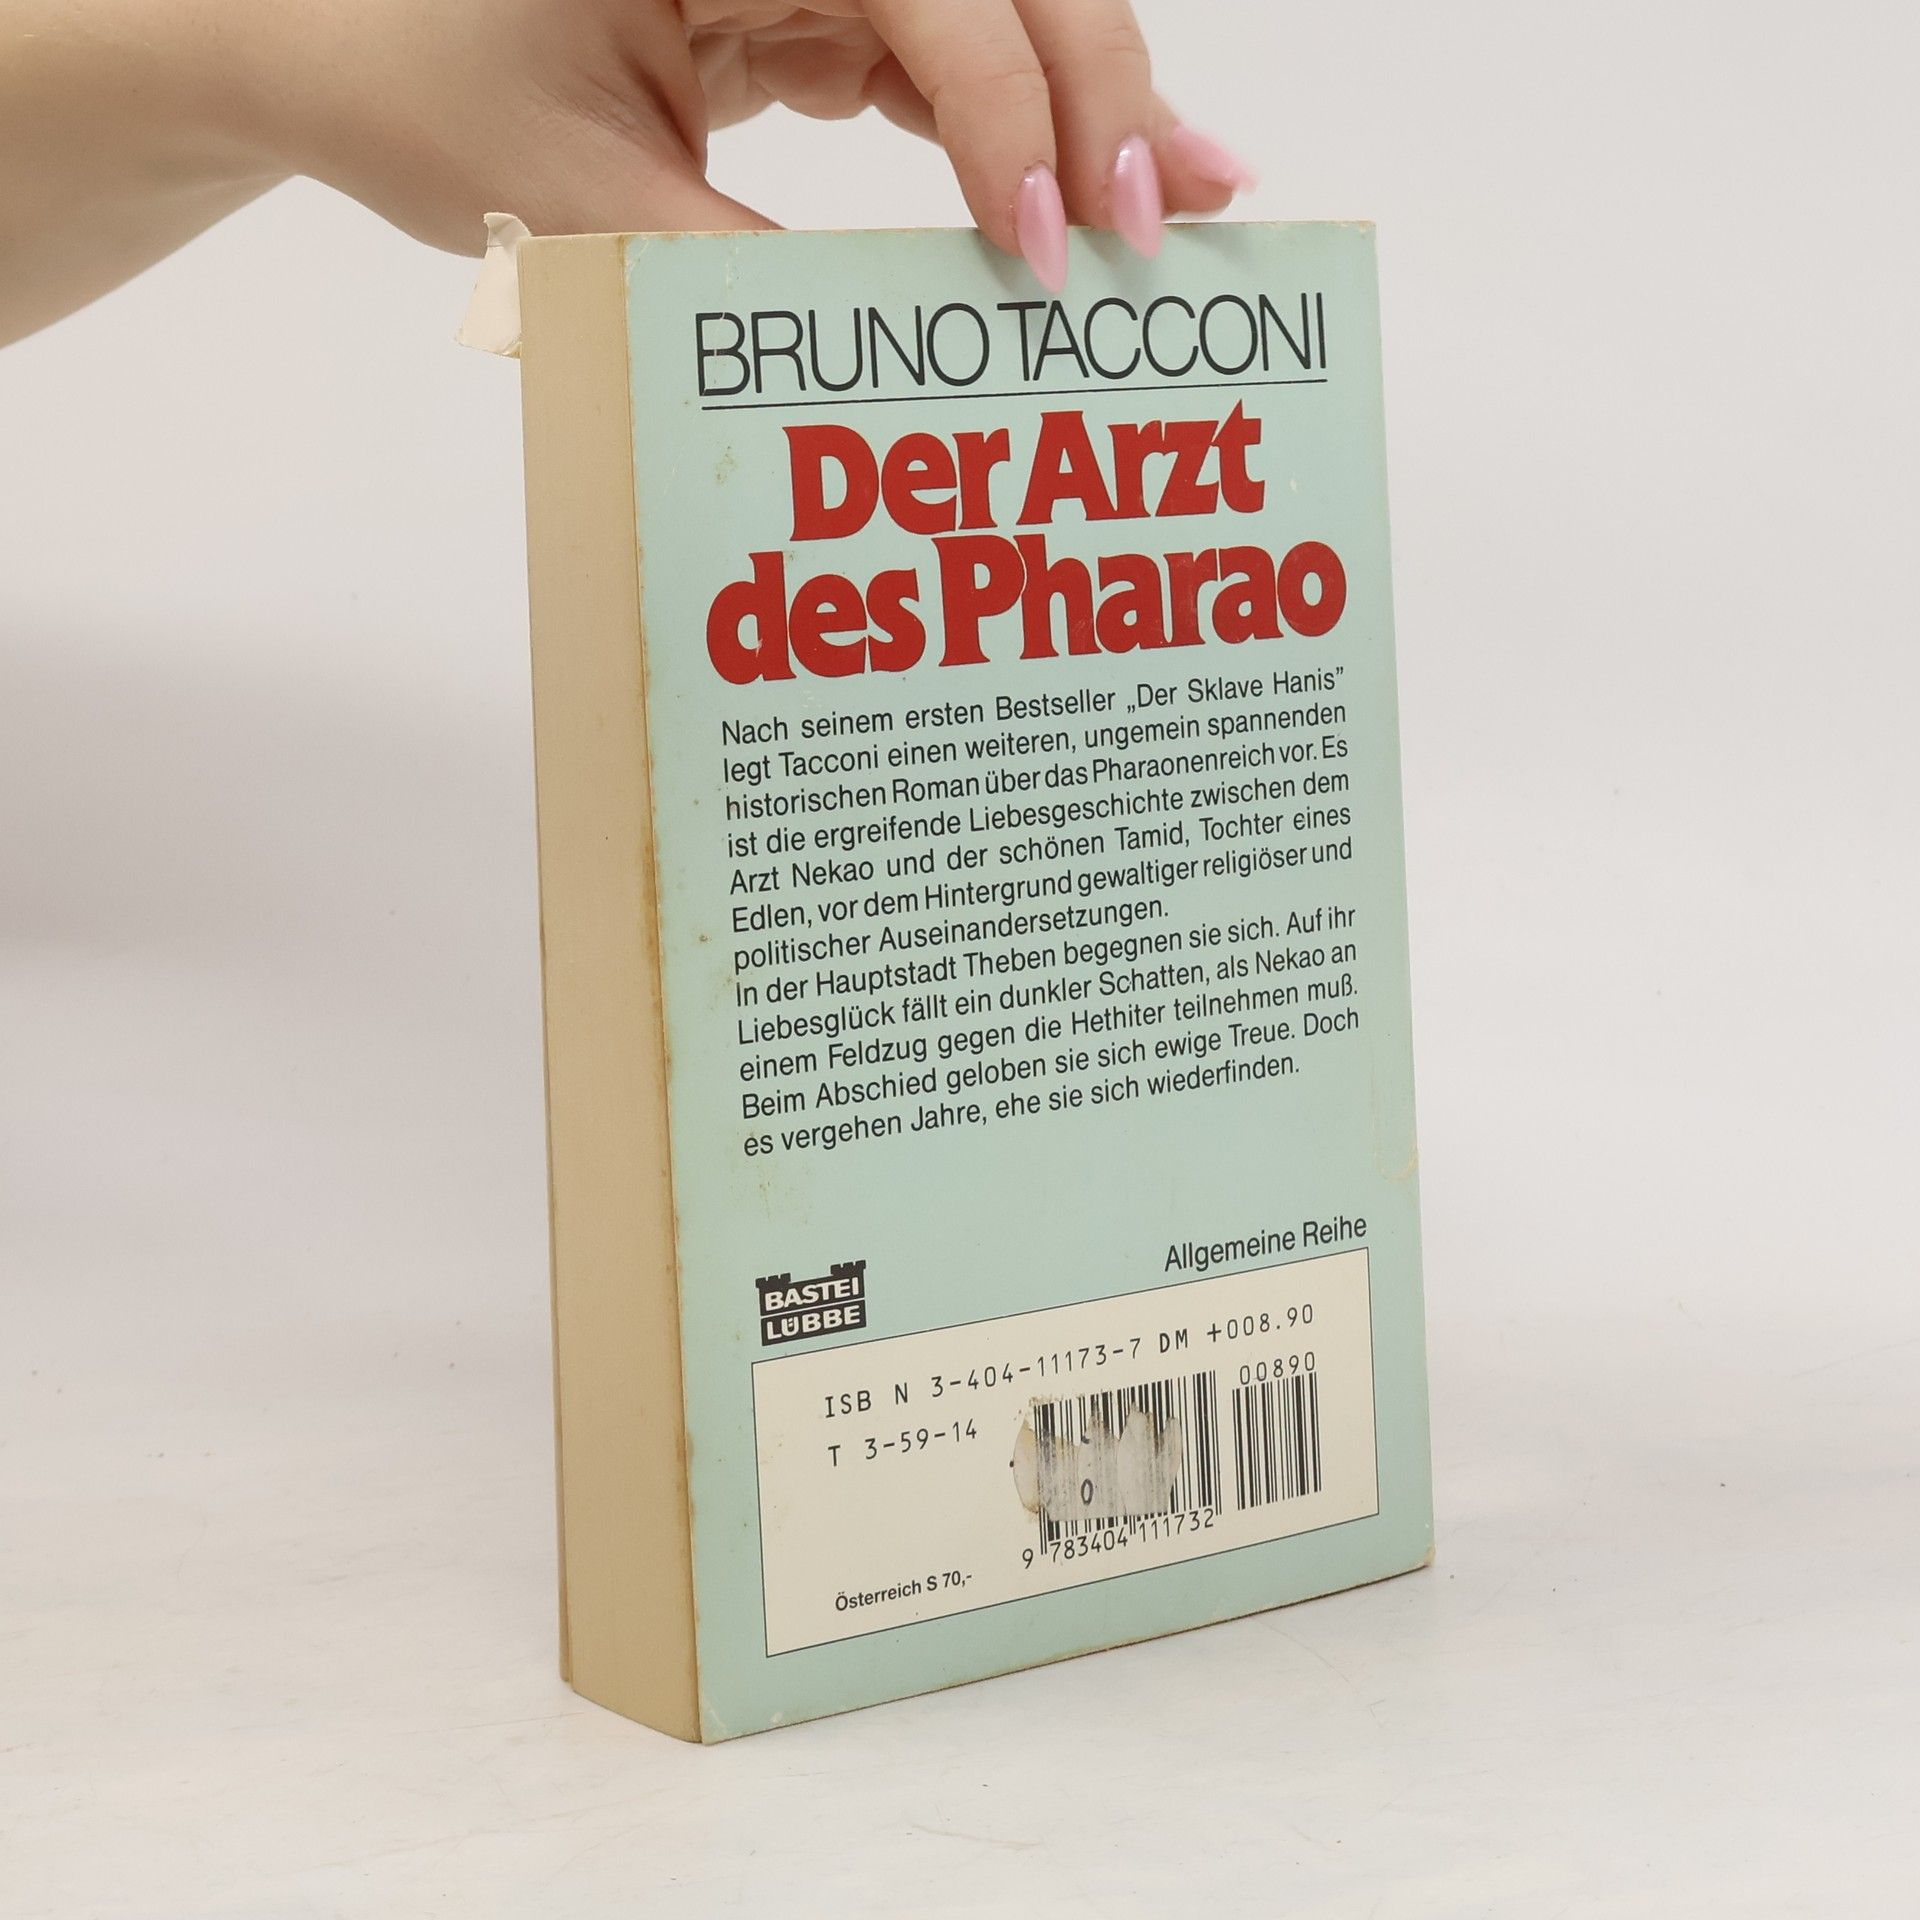 BRUNO TACCONI
Der Arzt
des Pharao
Nach seinem ersten Bestseller „Der Sklave Hanis”
legt Tacconi einen weiteren, ungemein spannenden
historischen Roman über das Pharaonenreich vor. Es
ist die ergreifende Liebesgeschichte zwischen dem
Arzt Nekao und der schönen Tamid, Tochter eines
Edlen, vor dem Hintergrund gewaltiger religiöser und
politischer Auseinandersetzungen.
In der Hauptstadt Theben begegnen sie sich. Auf ihr
Liebesglück fällt ein dunkler Schatten, als Nekao an
einem Feldzug gegen die Hethiter teilnehmen muß.
Beim Abschied geloben sie sich ewige Treue. Doch
es vergehen Jahre, ehe sie sich wiederfinden.
Allgemeine Reihe
BASTEI
LÜBBE
ISB N 3-404-11173-7 DM +008.90
00890
T 3-59-14
0
9 783404 111732
Österreich S 70,-